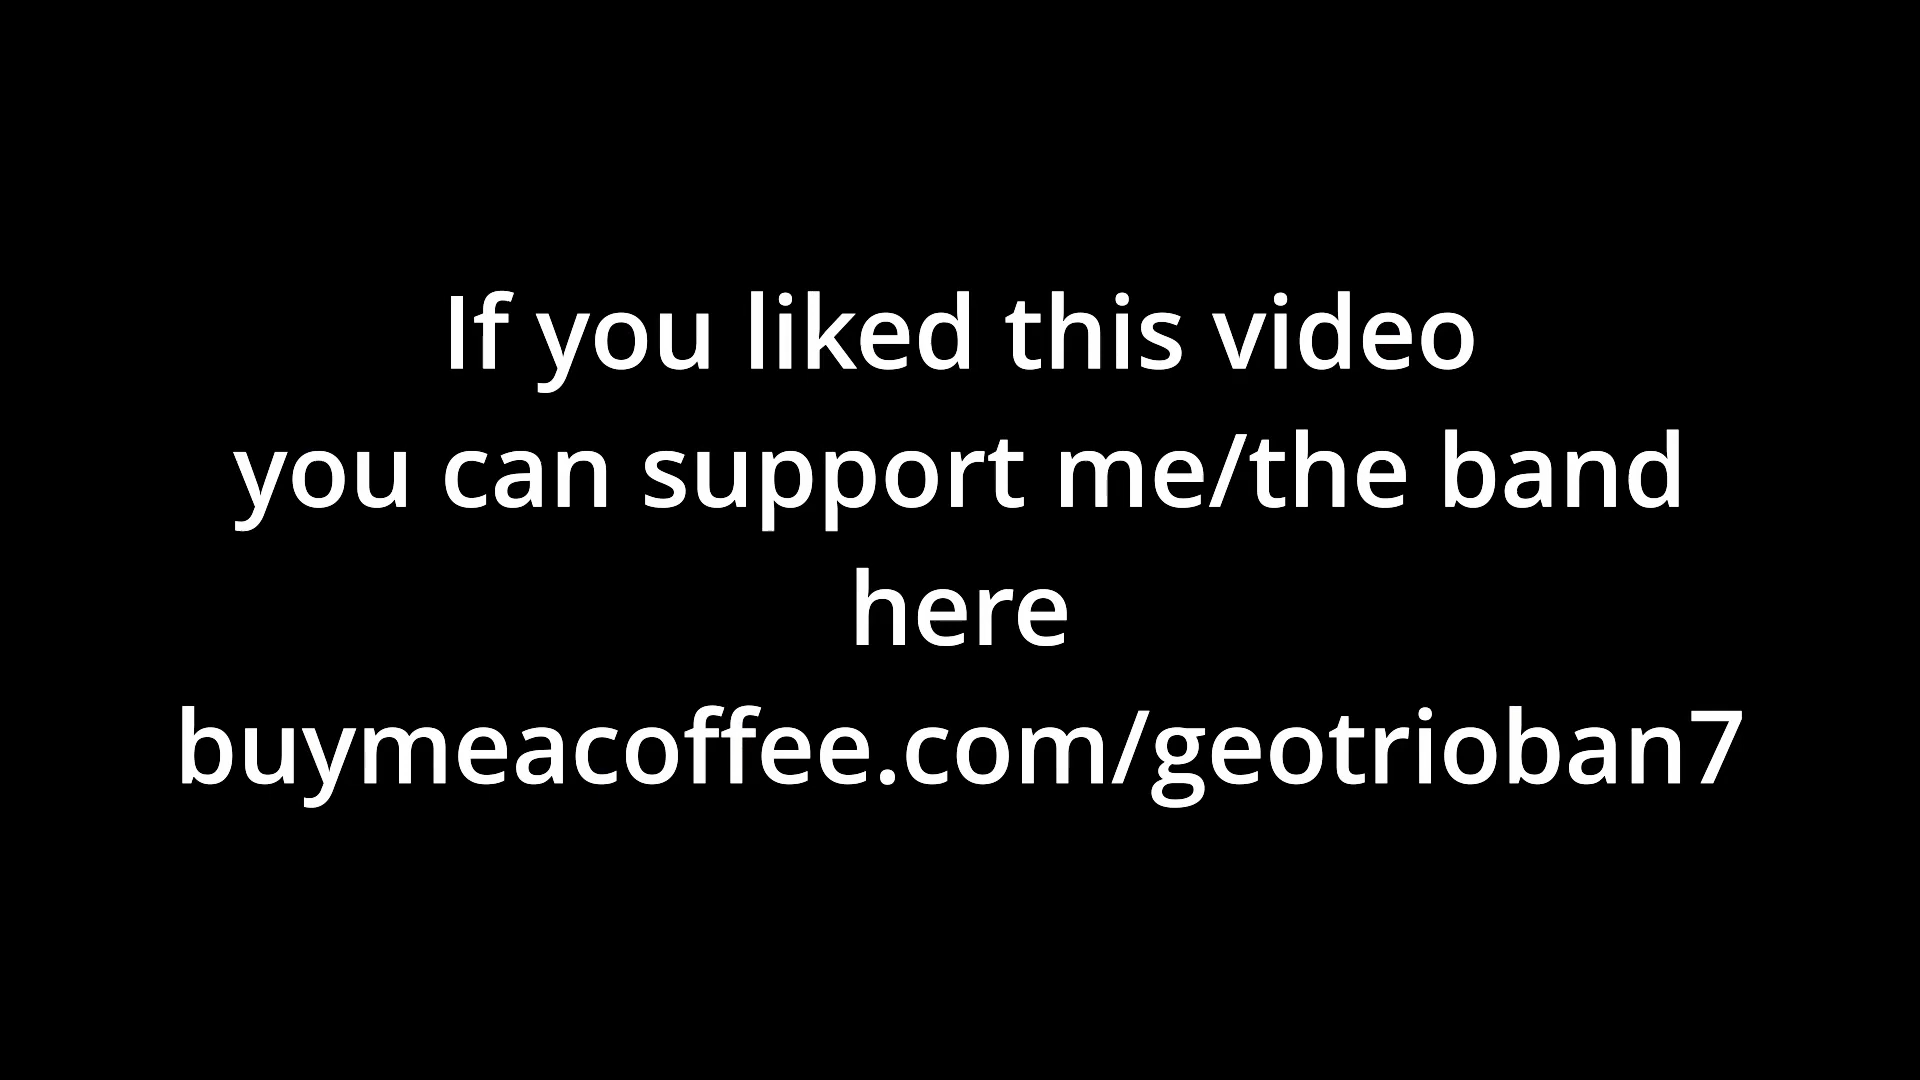 If you liked this video
you can support me/the band
here
buymeacoffee.com/geotrioban7